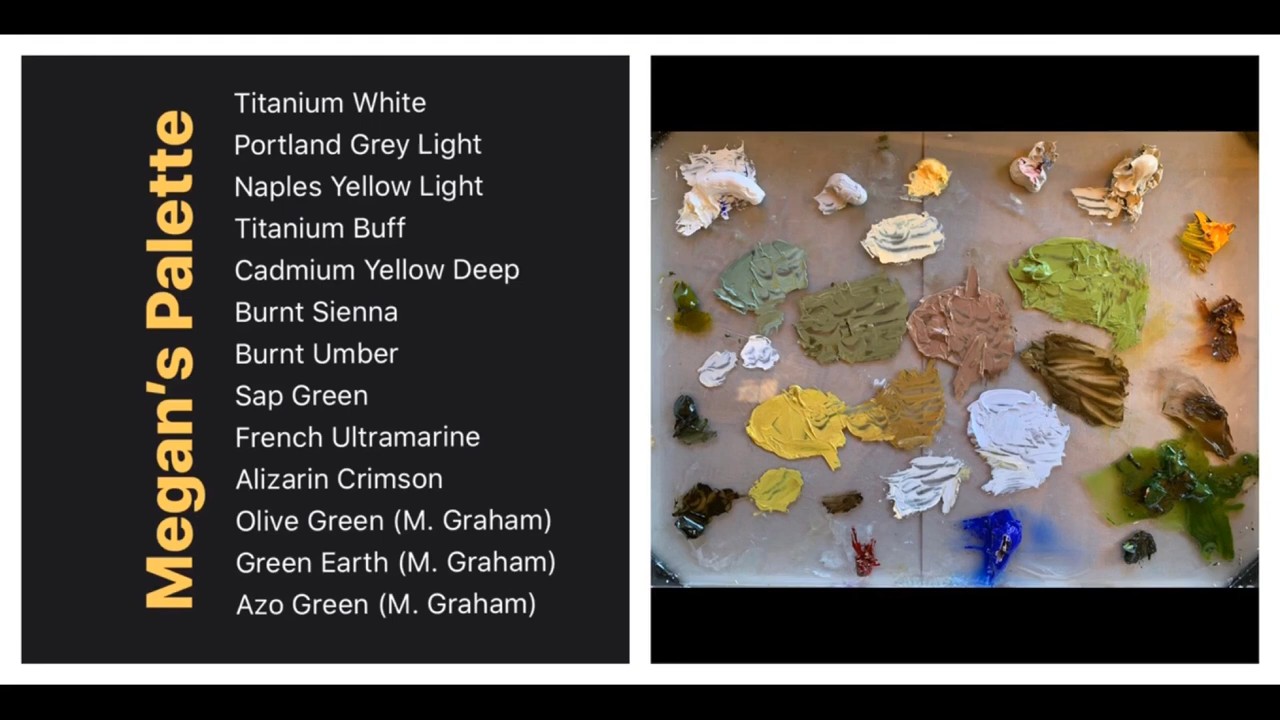 Megan's Palette
Titanium White
Portland Grey Light
Naples Yellow Light
Titanium Buff
Cadmium Yellow Deep
Burnt Sienna
Burnt Umber
Sap Green
French Ultramarine
Alizarin Crimson
Olive Green (M. Graham)
Green Earth (M. Graham)
Azo Green (M. Graham)